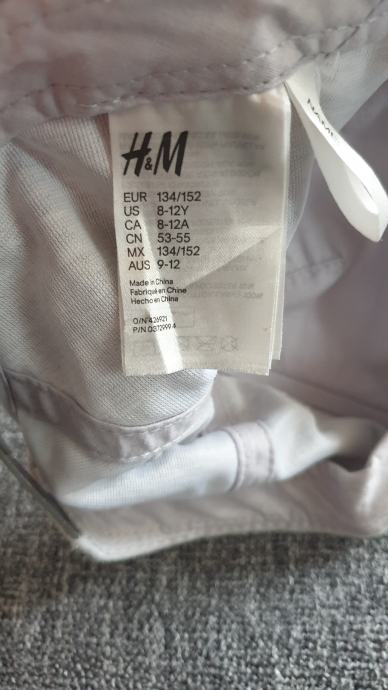 H&M
EUR 134/152
US 8-12Y
CA 8-12A
CN 53-55
MX 134/152
AUS 9-12
Made in China
Fabriqué en Chine
Hecho en China
O/N 426921